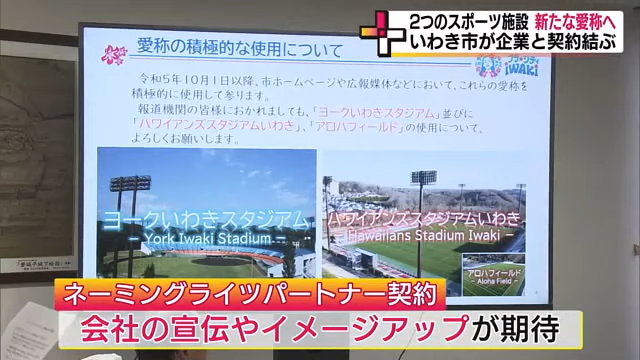 2つのスポーツ施設 新たな愛称へ
いわき市が企業と契約結ぶ
愛称の積極的な使用について
IWAKI
令和5年10月1日以降、市ホームページや広報媒体などにおいて、これらの愛称を
積極的に使用して参ります。
報道機関の皆様におかれましても、「ヨークいわきスタジアム」並びに
「ハワイアンズスタジアムいわき」、「アロハフィールド」の使用について、
よろしくお願いします。
ヨークいわきスタジアム
– York Iwaki Stadium –
ハワイアンズスタジアムいわき
– Hawaiians Stadium Iwaki –
アロハフィールド
– Aloha Field –
ネーミングライツパートナー契約
会社の宣伝やイメージアップが期待